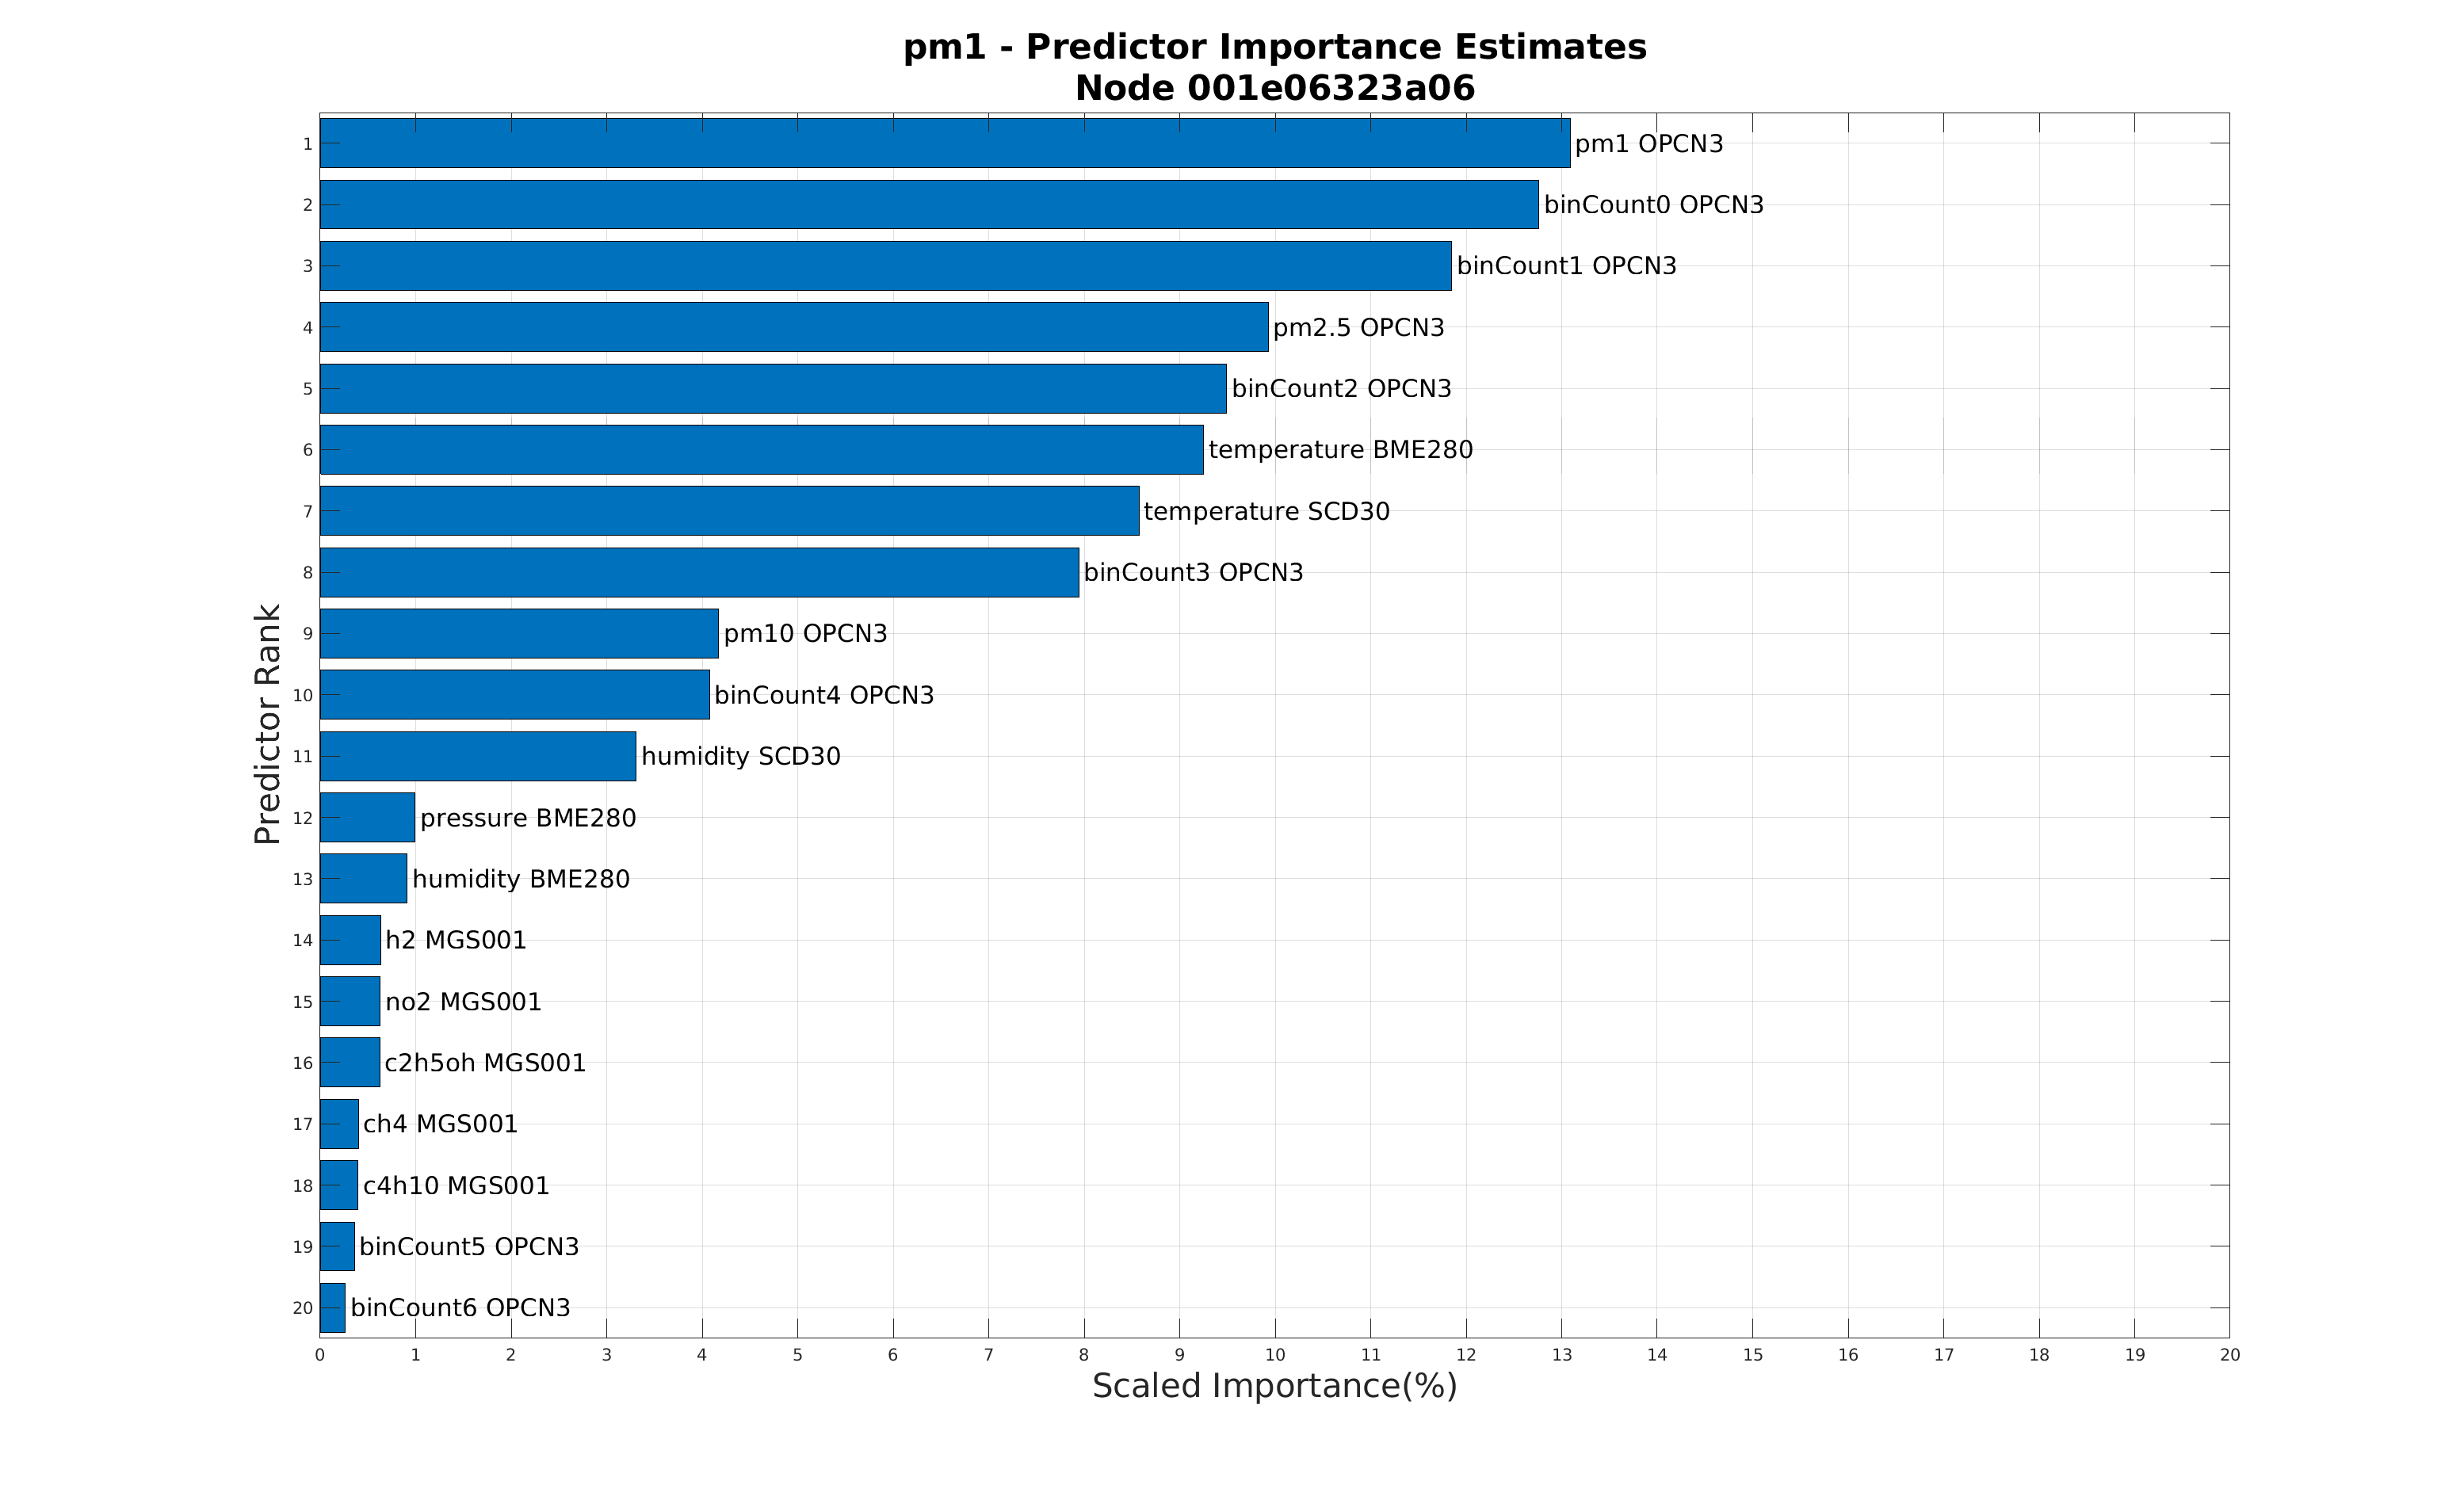 pm1 - Predictor Importance Estimates
Node 001e06323a06
Predictor Rank
1 pm1 OPCN3
2 binCount0 OPCN3
3 binCount1 OPCN3
4 pm2.5 OPCN3
5 binCount2 OPCN3
6 temperature BME280
7 temperature SCD30
8 binCount3 OPCN3
9 pm10 OPCN3
10 binCount4 OPCN3
11 humidity SCD30
12 pressure BME280
13 humidity BME280
14 h2 MGS001
15 no2 MGS001
16 c2h5oh MGS001
17 ch4 MGS001
18 c4h10 MGS001
19 binCount5 OPCN3
20 binCount6 OPCN3
0 1 2 3 4 5 6 7 8 9 10 11 12 13 14 15 16 17 18 19 20
Scaled Importance(%)